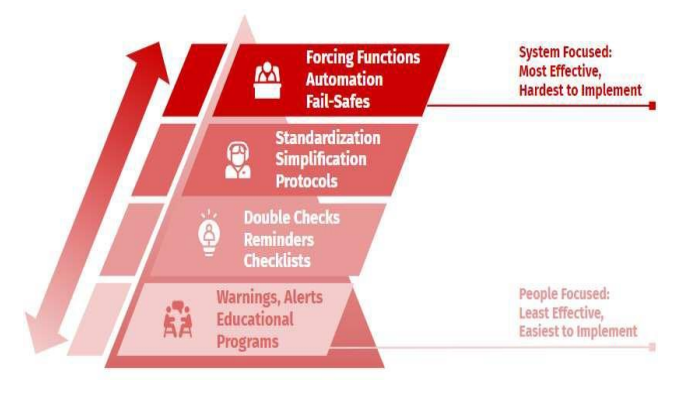 Forcing Functions
Automation
Fail-Safes
System Focused:
Most Effective,
Hardest to Implement
Standardization
Simplification
Protocols
Double Checks
Reminders
Checklists
Warnings, Alerts
Educational
Programs
People Focused:
Least Effective,
Easiest to Implement